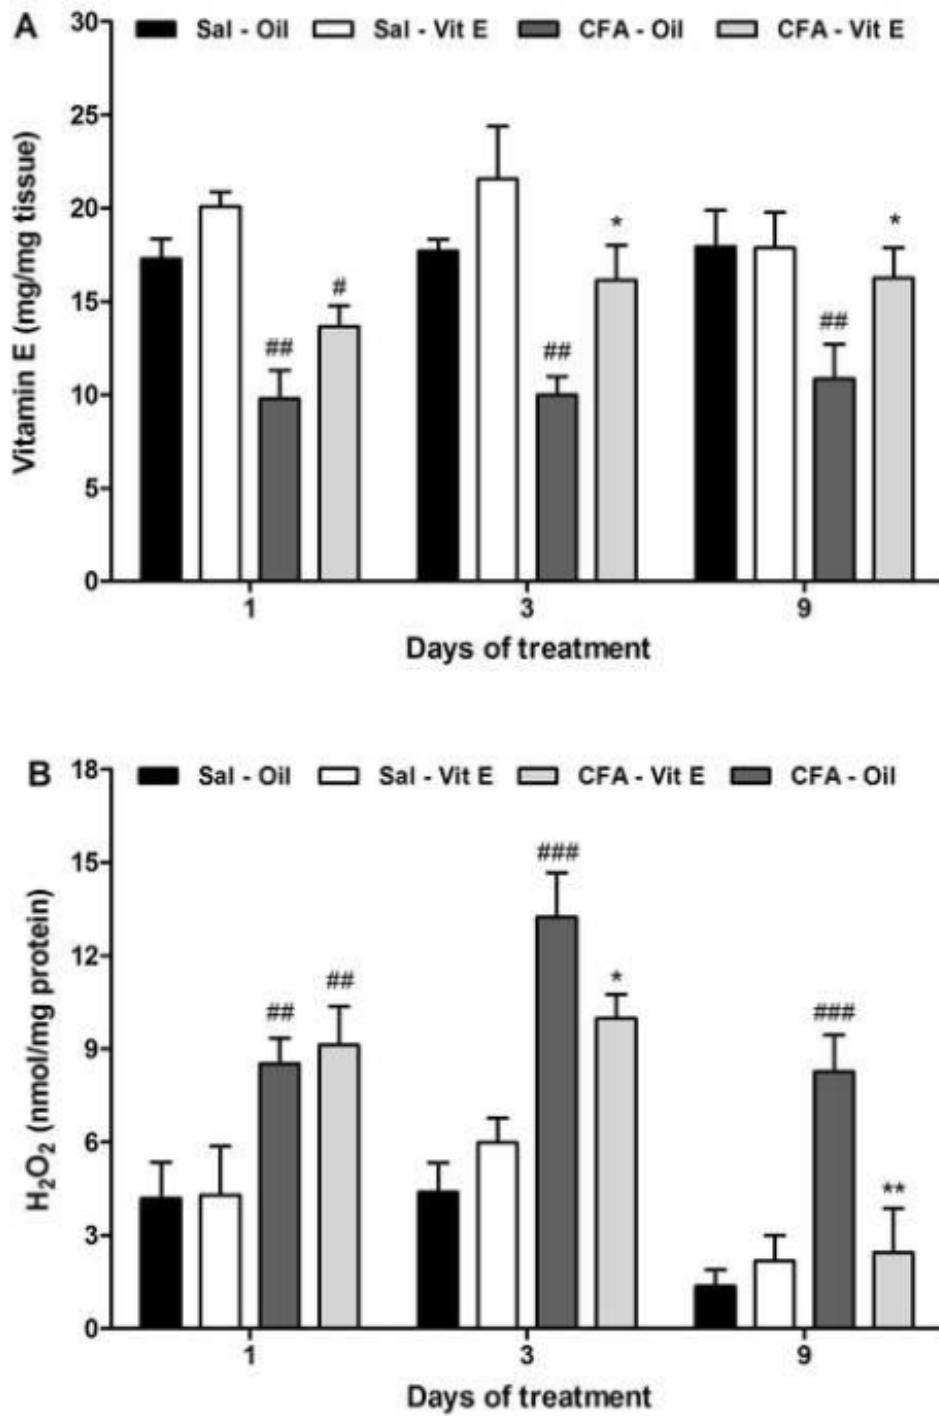 A
Sal - Oil Sal - Vit E CFA - Oil CFA - Vit E
Vitamin E (mg/mg tissue)
30
25
20
15
10
5
0
## # ## * ## *
1 3 9
Days of treatment
B
Sal - Oil Sal - Vit E CFA - Vit E CFA - Oil
H₂O₂ (nmol/mg protein)
18
15
12
9
6
3
0
## ## ### * ### **
1 3 9
Days of treatment